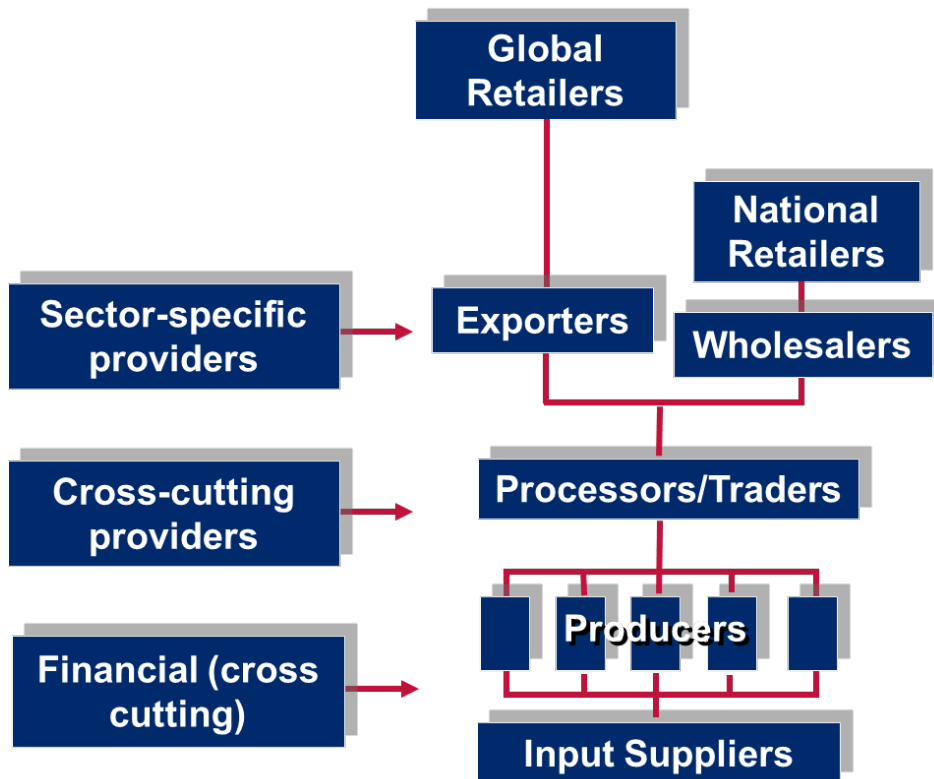 Global
Retailers
National
Retailers
Sector-specific
providers
Exporters
Wholesalers
Cross-cutting
providers
Processors/Traders
Producers
Financial (cross
cutting)
Input Suppliers